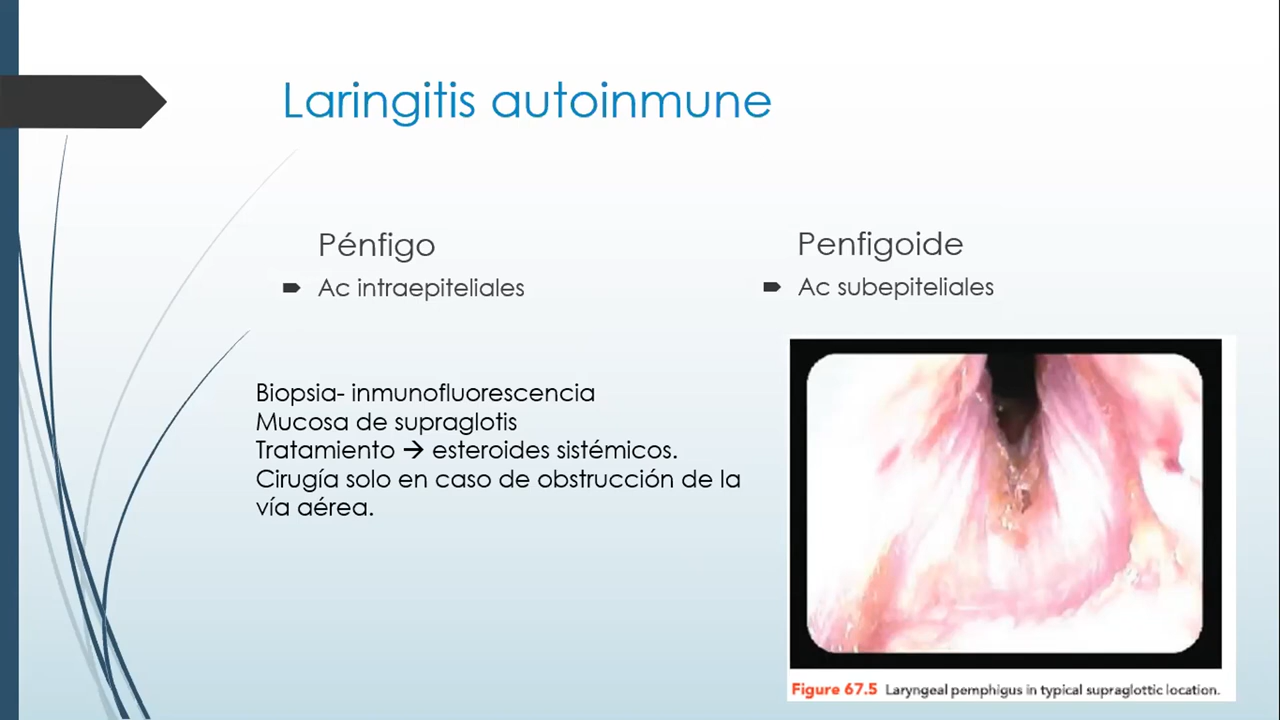 Laringitis autoinmune
Pénfigo
Ac intraepiteliales
Penfigoide
Ac subepiteliales
Biopsia- inmunofluorescencia
Mucosa de supraglotis
Tratamiento → esteroides sistémicos.
Cirugía solo en caso de obstrucción de la
vía aérea.
Figure 67.5 Laryngeal pemphigus in typical supraglottic location.